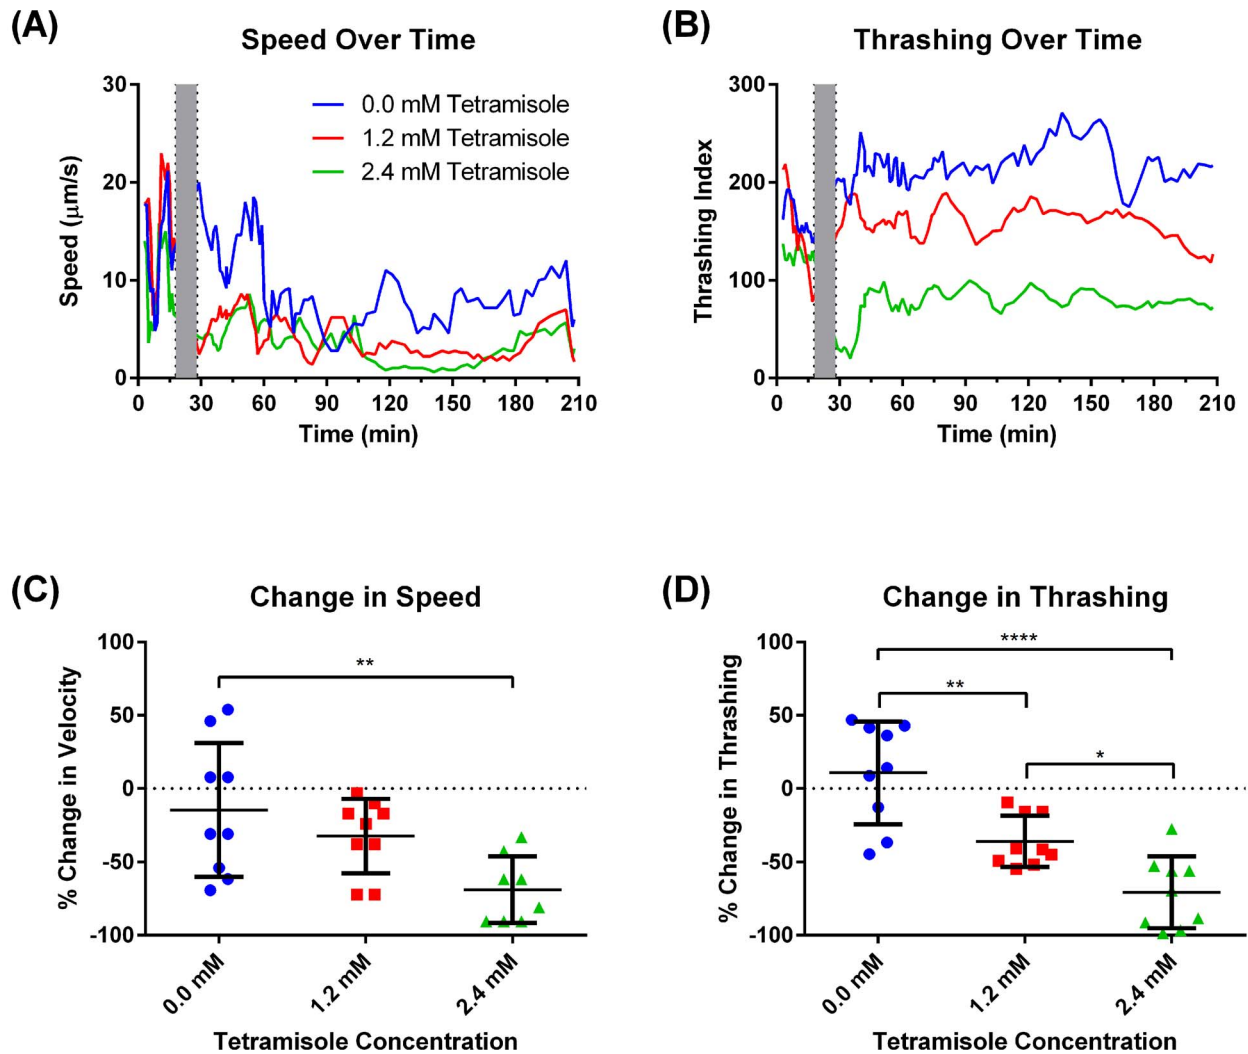 (A)
Speed Over Time
30
20
10
0
Speed (μm/s)
0.0 mM Tetramisole
1.2 mM Tetramisole
2.4 mM Tetramisole
0 30 60 90 120 150 180 210
Time (min)
(B)
Thrashing Over Time
300
200
100
0
Thrashing Index
0 30 60 90 120 150 180 210
Time (min)
(C)
Change in Speed
100
50
0
-50
-100
% Change in Velocity
**
0.0 mM
1.2 mM
2.4 mM
Tetramisole Concentration
(D)
Change in Thrashing
100
50
0
-50
-100
% Change in Thrashing
****
**
*
0.0 mM
1.2 mM
2.4 mM
Tetramisole Concentration